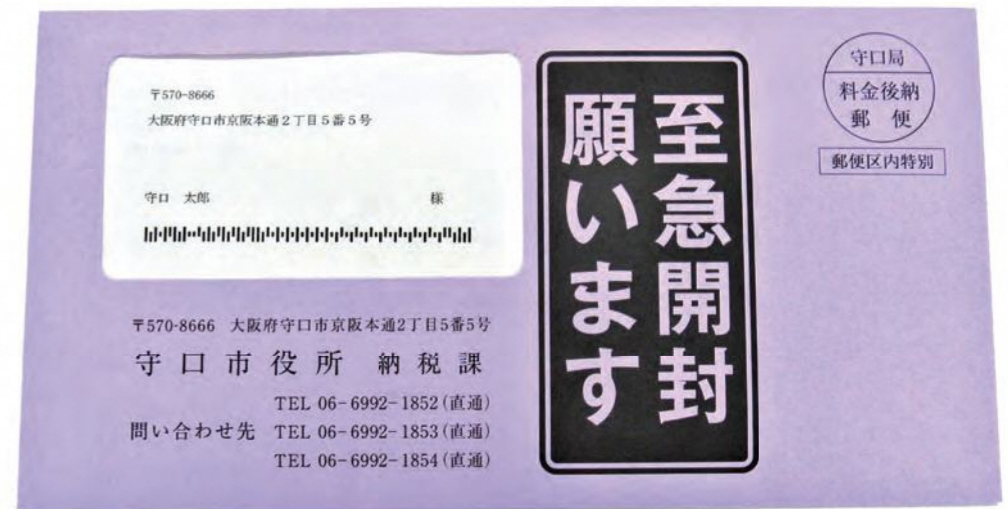 〒570-8666
大阪府守口市京阪本通2丁目5番5号
守口 太郎 様
〒570-8666 大阪府守口市京阪本通2丁目5番5号
守口市役所 納税課
TEL 06-6992-1852(直通)
問い合わせ先 TEL 06-6992-1853(直通)
TEL 06-6992-1854(直通)
至急開封
願います
守口局
料金後納
郵便
郵便区内特別